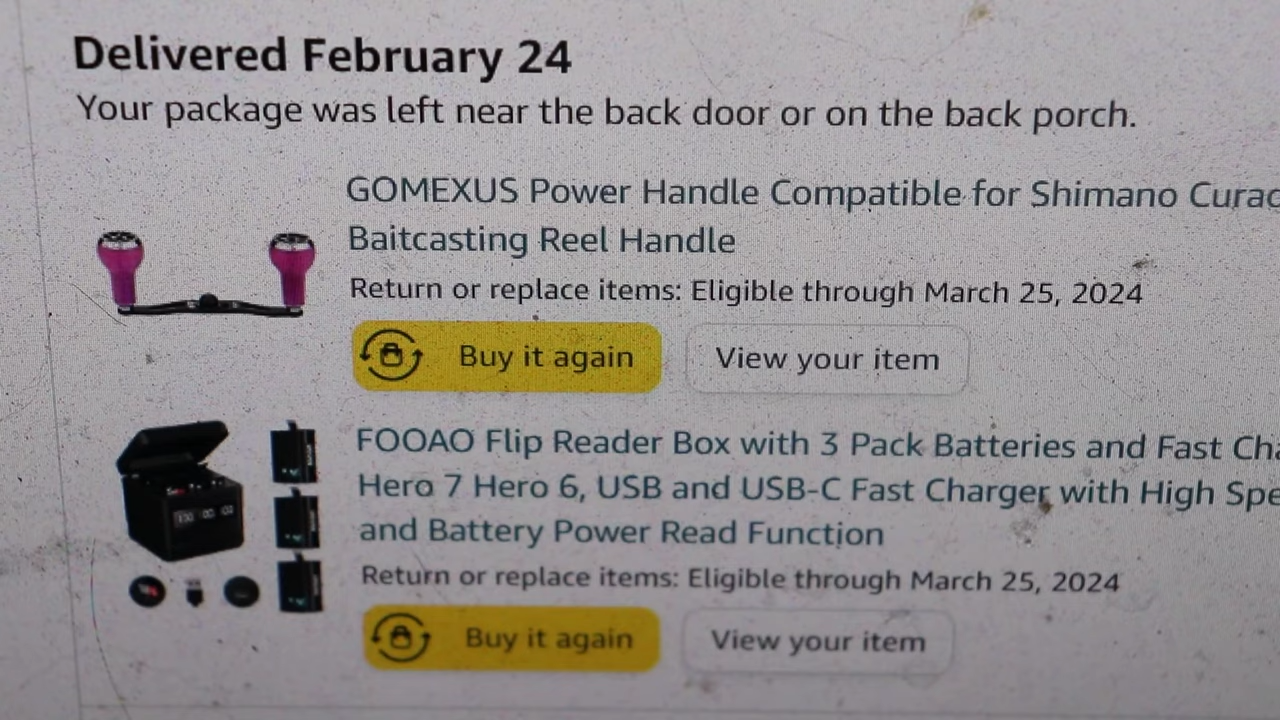 Delivered February 24
Your package was left near the back door or on the back porch.
GOMEXUS Power Handle Compatible for Shimano
Baitcasting Reel Handle
Return or replace items: Eligible through March 25, 2024
Buy it again
View your item
FOOAO Flip Reader Box with 3 Pack Batteries and Fast
Hero 7 Hero 6, USB and USB-C Fast Charger with High
and Battery Power Read Function
Return or replace items: Eligible through March 25, 2024
Buy it again
View your item